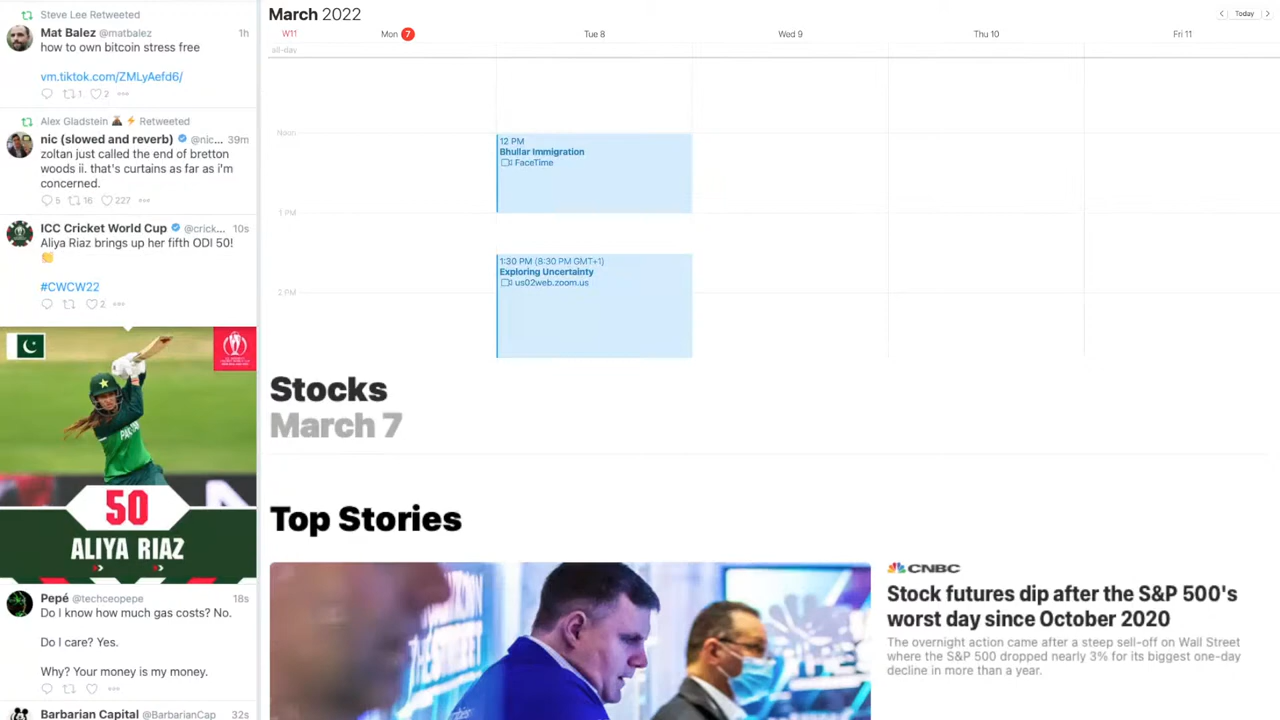 Steve Lee Retweeted
Mat Balez @matbalez 1h
how to own bitcoin stress free
vm.tiktok.com/ZMLyAefd6/
1 2
Alex Gladstein 🌋 ⚡ Retweeted
nic (slowed and reverb) @nic... 39m
zoltan just called the end of bretton
woods ii. that's curtains as far as i'm
concerned.
5 16 227
ICC Cricket World Cup @crick... 10s
Aliya Riaz brings up her fifth ODI 50!
👏
#CWCW22
2
50
ALIYA RIAZ
Pepé @techceopepe 18s
Do I know how much gas costs? No.
Do I care? Yes.
Why? Your money is my money.
Barbarian Capital @BarbarianCap 32s
March 2022
Today
W11 Mon 7 Tue 8 Wed 9 Thu 10 Fri 11
all-day
Noon
12 PM
Bhullar Immigration
FaceTime
1 PM
1:30 PM (8:30 PM GMT+1)
Exploring Uncertainty
us02web.zoom.us
2 PM
Stocks
March 7
Top Stories
CNBC
Stock futures dip after the S&P 500's
worst day since October 2020
The overnight action came after a steep sell-off on Wall Street
where the S&P 500 dropped nearly 3% for its biggest one-day
decline in more than a year.